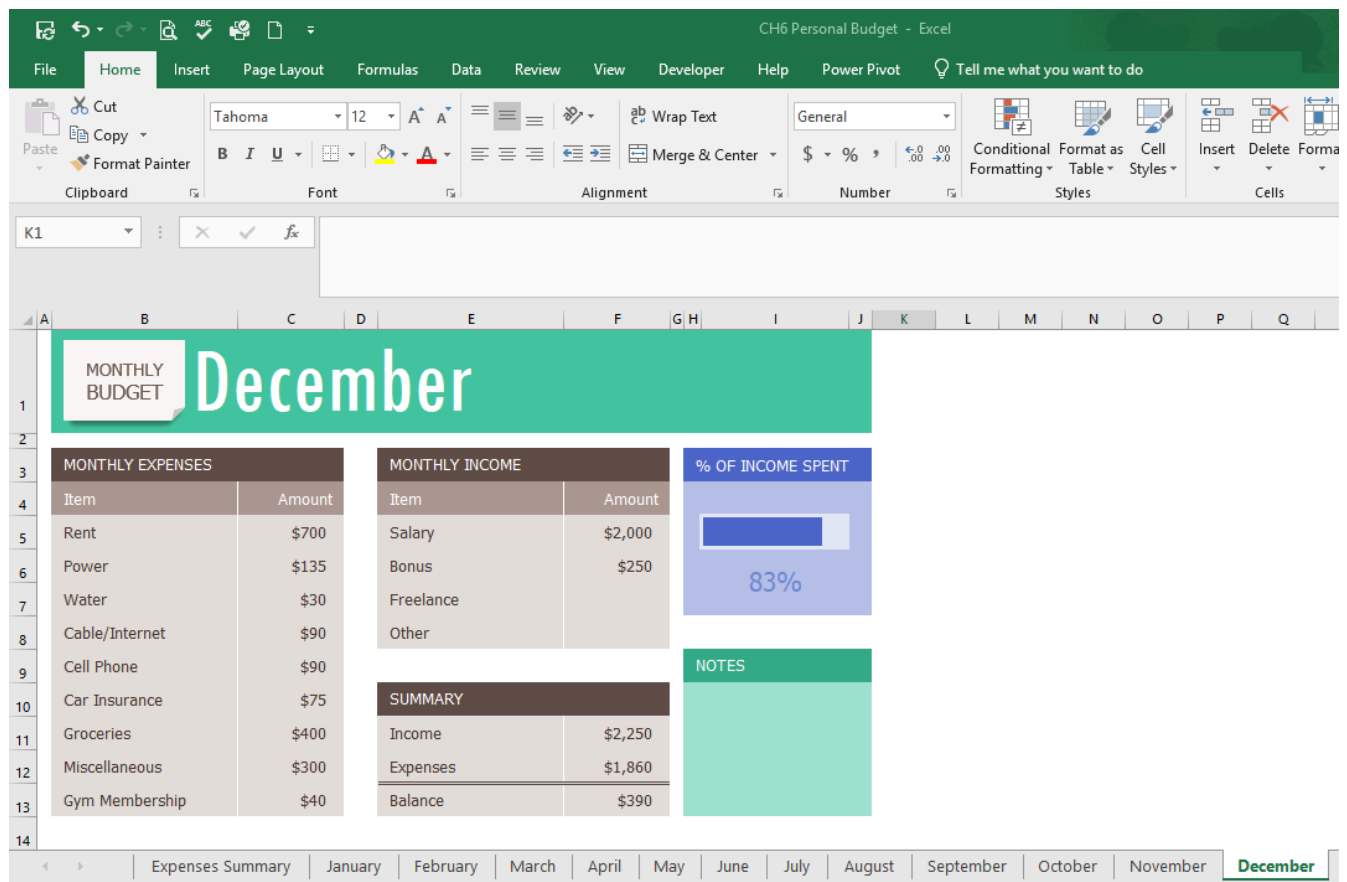 ABC
CH6 Personal Budget - Excel
File Home Insert Page Layout Formulas Data Review View Developer Help Power Pivot Tell me what you want to do
Cut
Copy
Paste
Format Painter
Clipboard
Tahoma 12 A A
B I U A
Font
ab Wrap Text
Merge & Center
Alignment
General
$ % , .0 .00 .00 .0
Number
Conditional Formatting
Format as Table
Cell Styles
Styles
Insert Delete Forma
Cells
K1 fx
A B C D E F G H I J K L M N O P Q
1 MONTHLY
BUDGET
December
2
3 MONTHLY EXPENSES MONTHLY INCOME % OF INCOME SPENT
4 Item Amount Item Amount
5 Rent $700 Salary $2,000
6 Power $135 Bonus $250
83%
7 Water $30 Freelance
8 Cable/Internet $90 Other
9 Cell Phone $90 NOTES
10 Car Insurance $75 SUMMARY
11 Groceries $400 Income $2,250
12 Miscellaneous $300 Expenses $1,860
13 Gym Membership $40 Balance $390
14
Expenses Summary January February March April May June July August September October November December